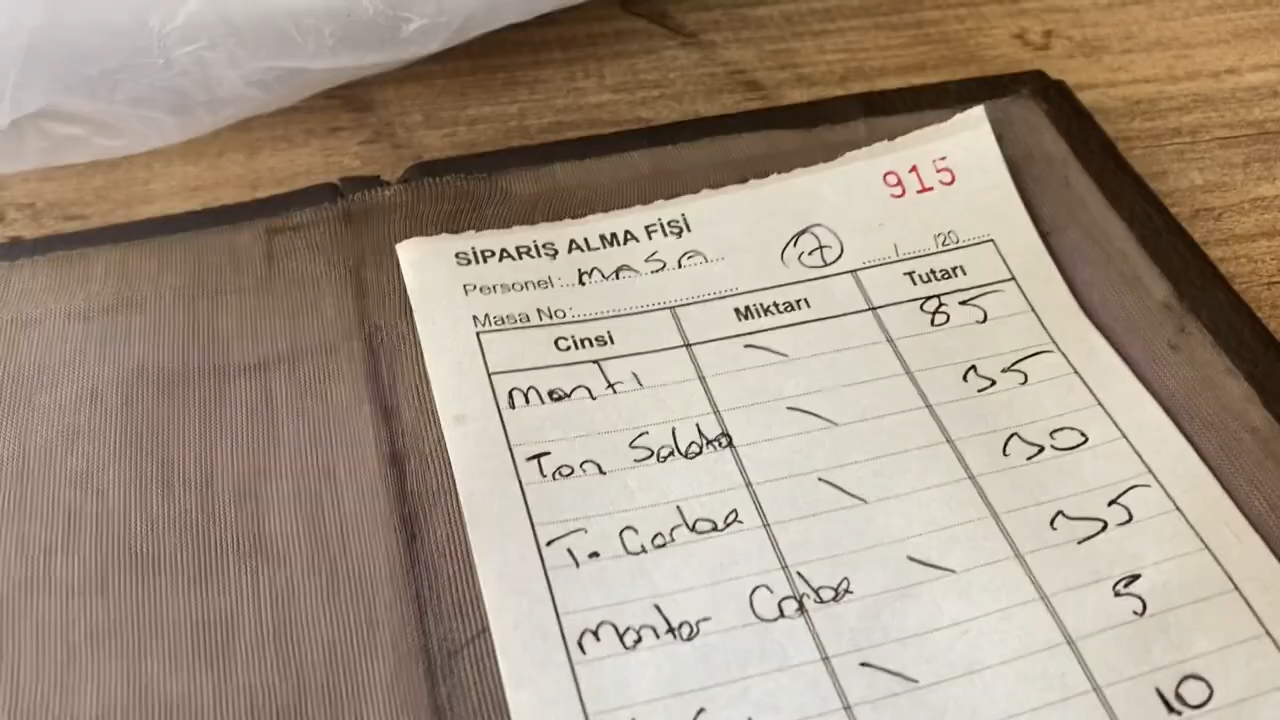 915
SİPARİŞ ALMA FİŞİ
Personel: MASA 7 ...../...../20......
Masa No:
Cinsi Miktarı Tutarı
Mantı \ 85
Ton Salata \ 35
T. Çorba \ 30
Mantar Çorba \ 35
\ 5
10